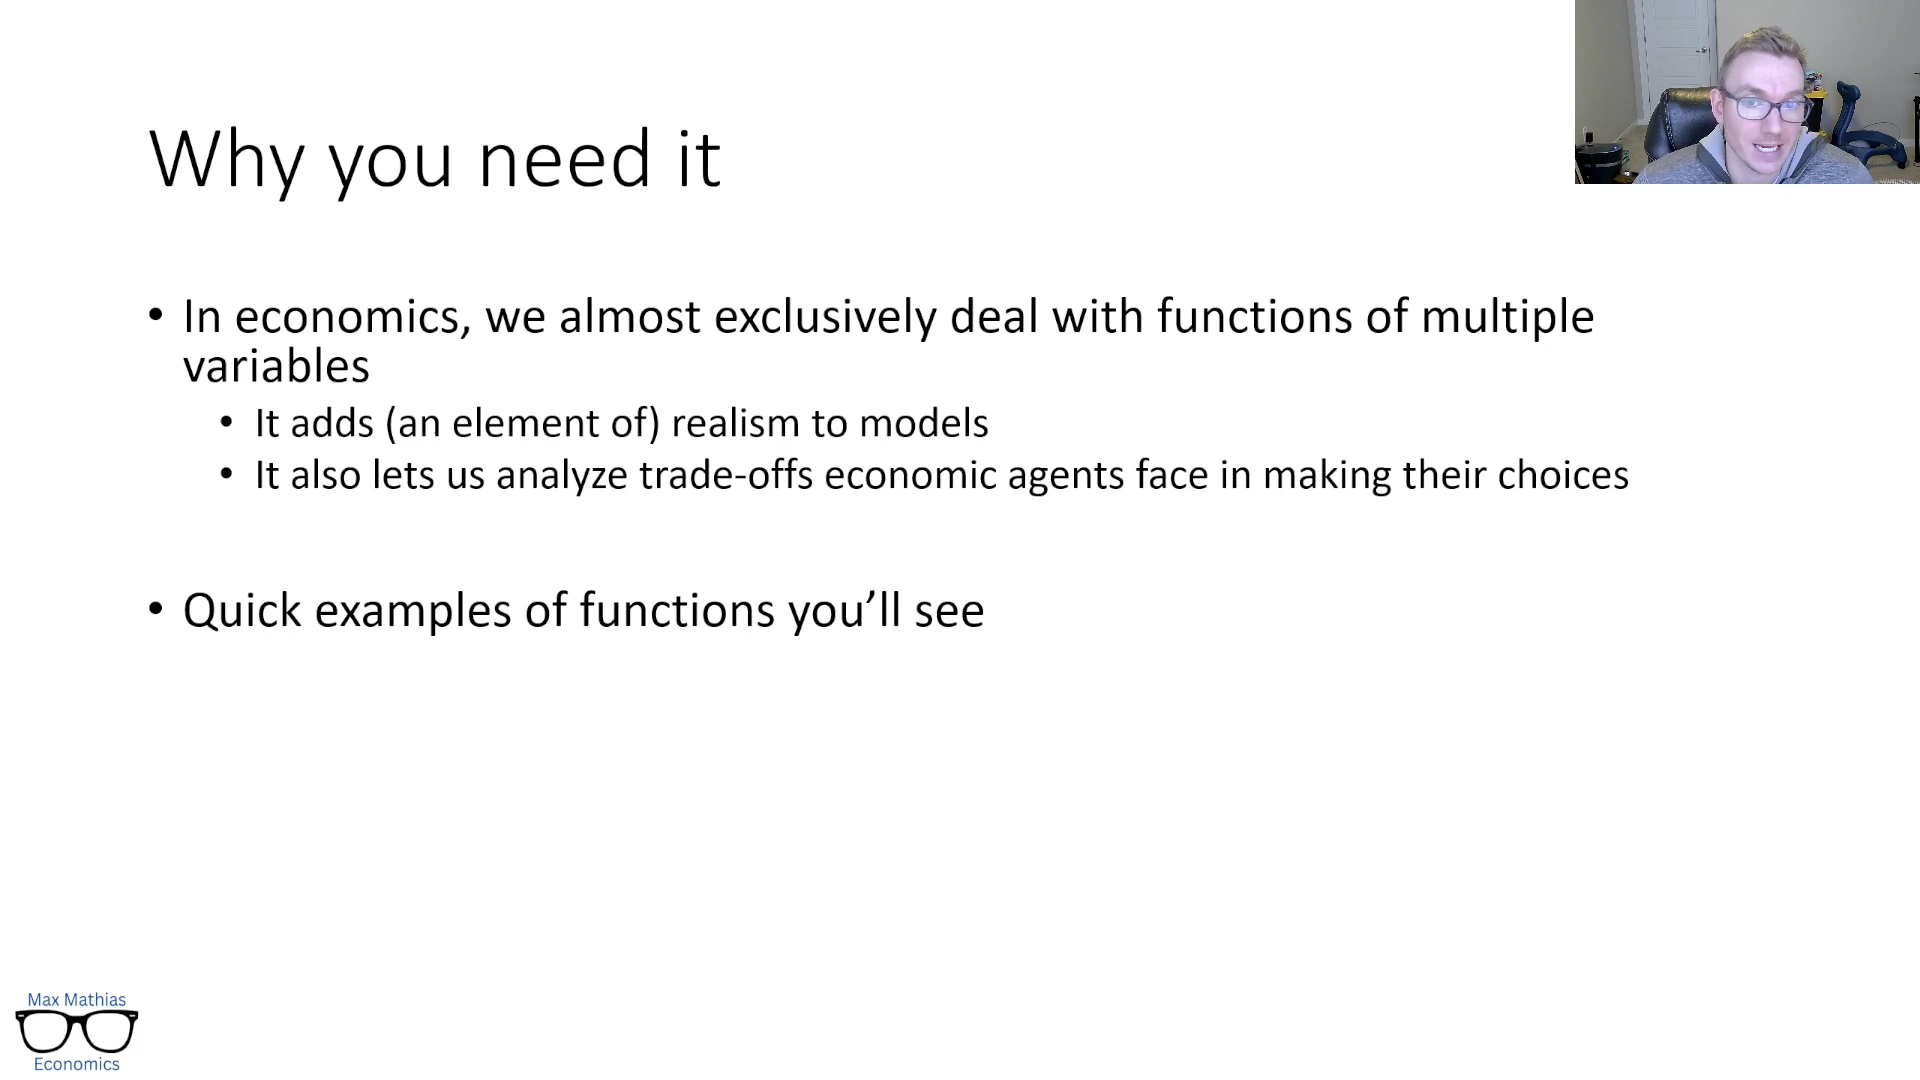 Why you need it
• In economics, we almost exclusively deal with functions of multiple
variables
• It adds (an element of) realism to models
• It also lets us analyze trade-offs economic agents face in making their choices
• Quick examples of functions you’ll see
Max Mathias
Economics